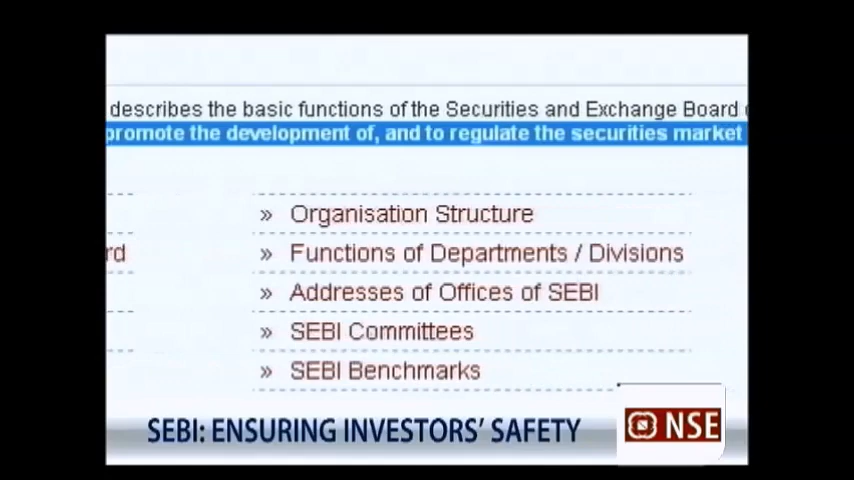 describes the basic functions of the Securities and Exchange Board
promote the development of, and to regulate the securities market
» Organisation Structure
rd » Functions of Departments / Divisions
» Addresses of Offices of SEBI
» SEBI Committees
» SEBI Benchmarks
SEBI: ENSURING INVESTORS' SAFETY
NSE